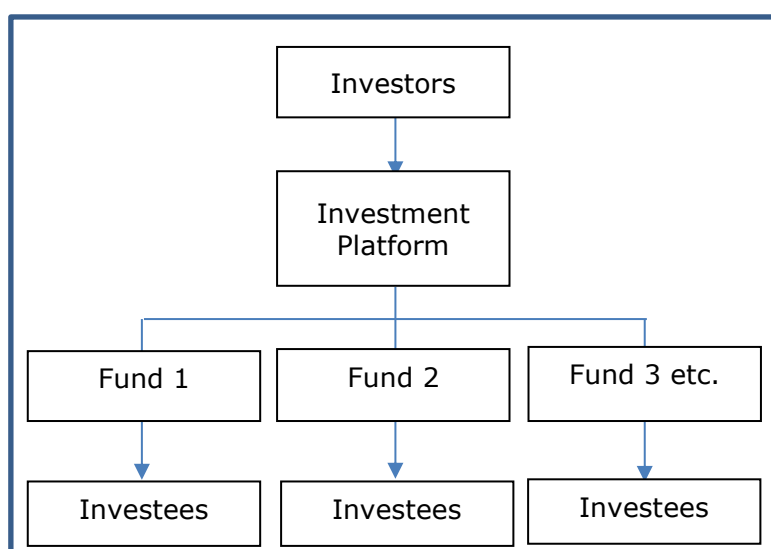 Investors
Investment
Platform
Fund 1
Fund 2
Fund 3 etc.
Investees
Investees
Investees